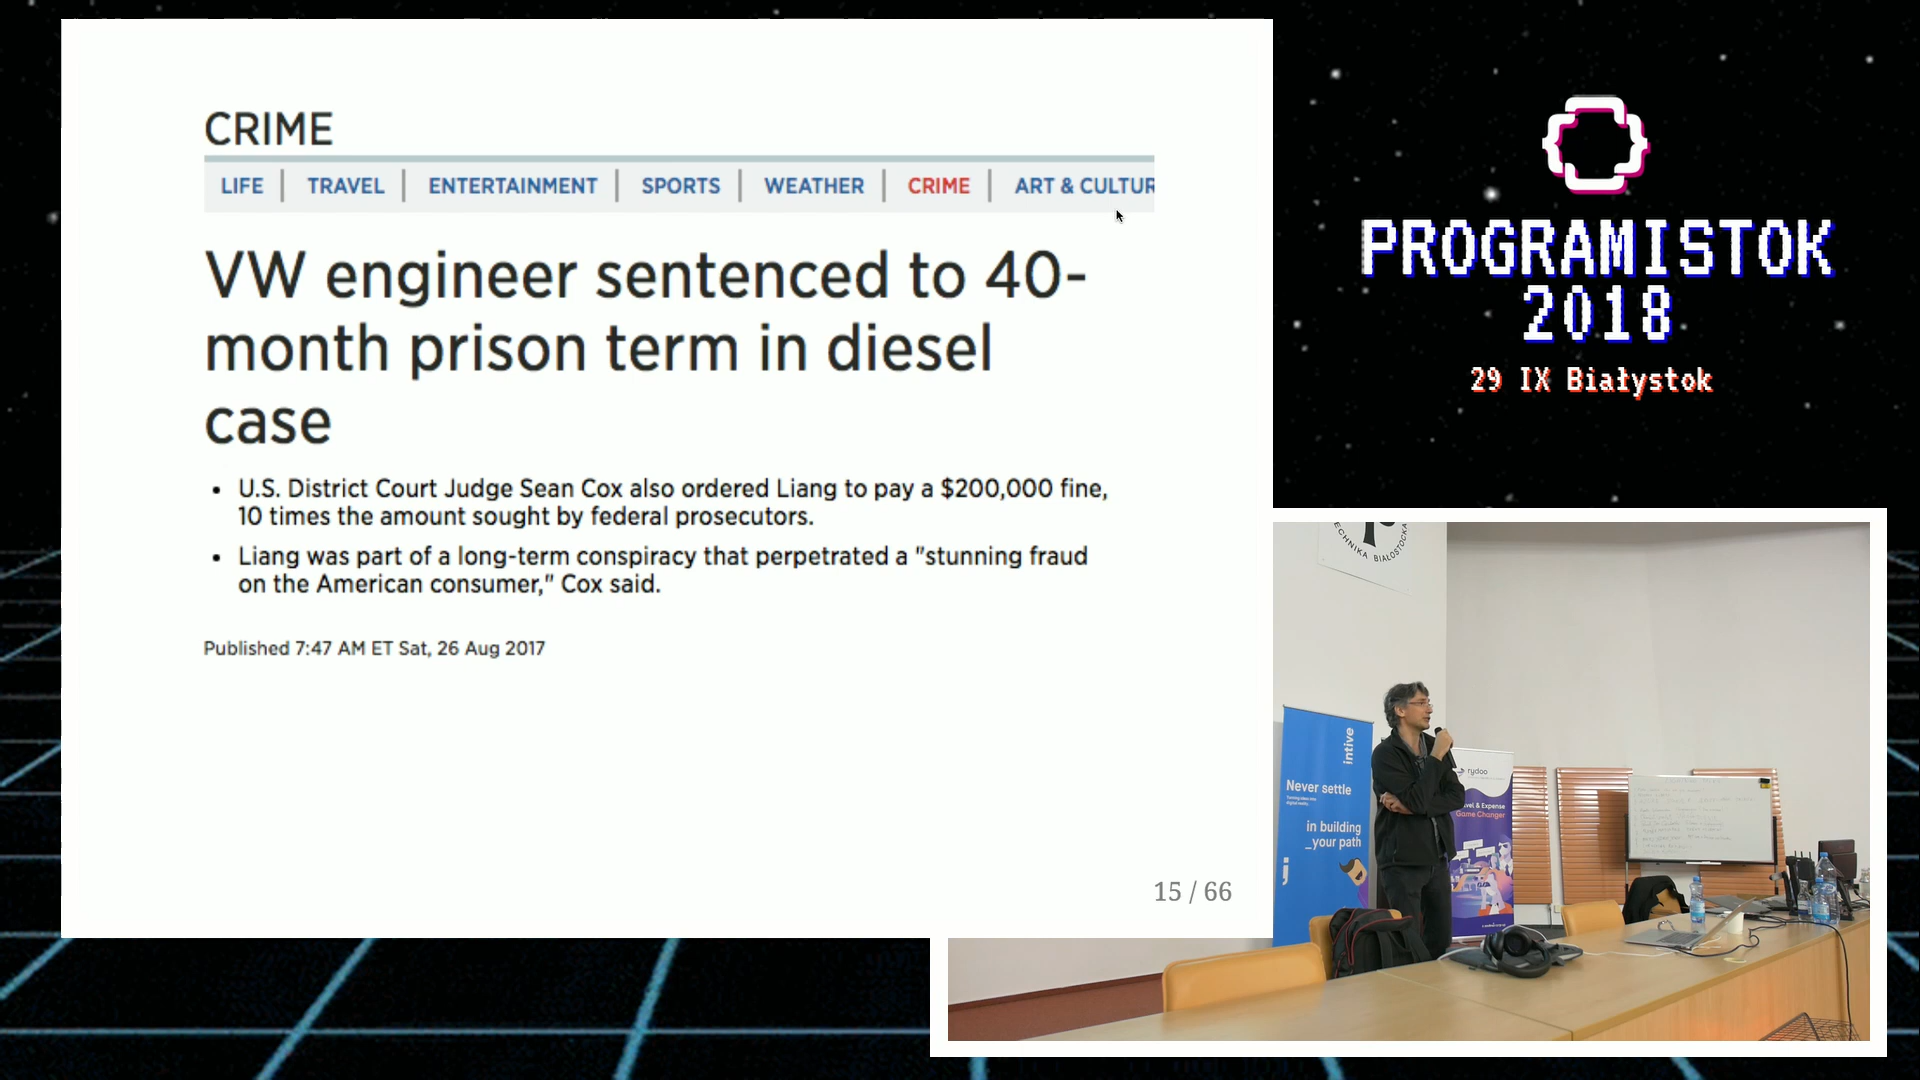 CRIME
LIFE | TRAVEL | ENTERTAINMENT | SPORTS | WEATHER | CRIME | ART & CULTUR
VW engineer sentenced to 40-
month prison term in diesel
case
• U.S. District Court Judge Sean Cox also ordered Liang to pay a $200,000 fine,
10 times the amount sought by federal prosecutors.
• Liang was part of a long-term conspiracy that perpetrated a "stunning fraud
on the American consumer," Cox said.
Published 7:47 AM ET Sat, 26 Aug 2017
15 / 66
PROGRAMISTOK
2018
29 IX Białystok
ECHNIKA BIAŁOSTOCKA
intive
Never settle
in building
_your path
rydoo
vel & Expense
Game Changer